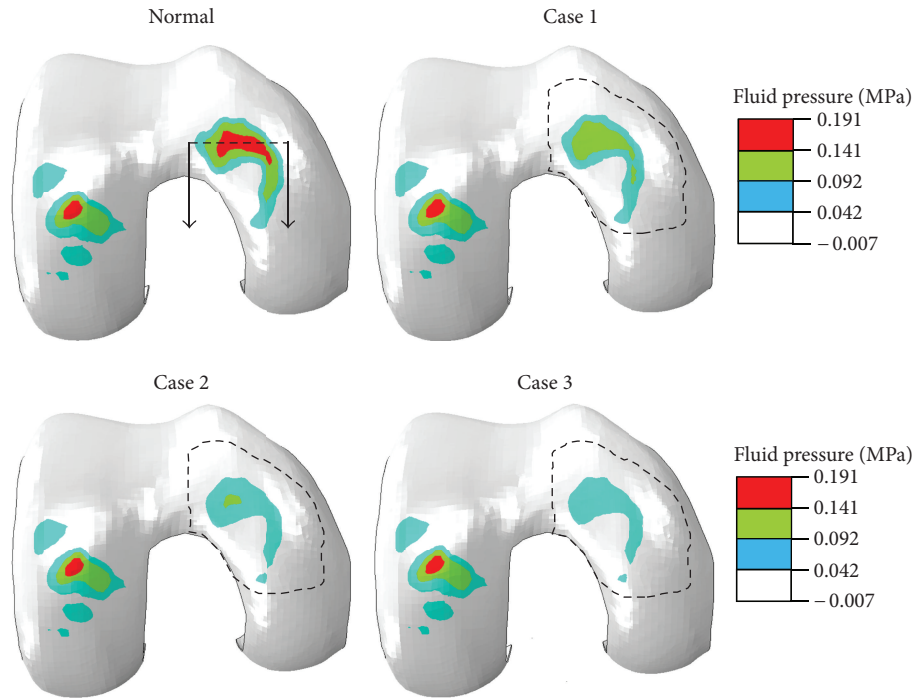 Normal
Case 1
Fluid pressure (MPa)
0.191
0.141
0.092
0.042
−0.007
Case 2
Case 3
Fluid pressure (MPa)
0.191
0.141
0.092
0.042
−0.007